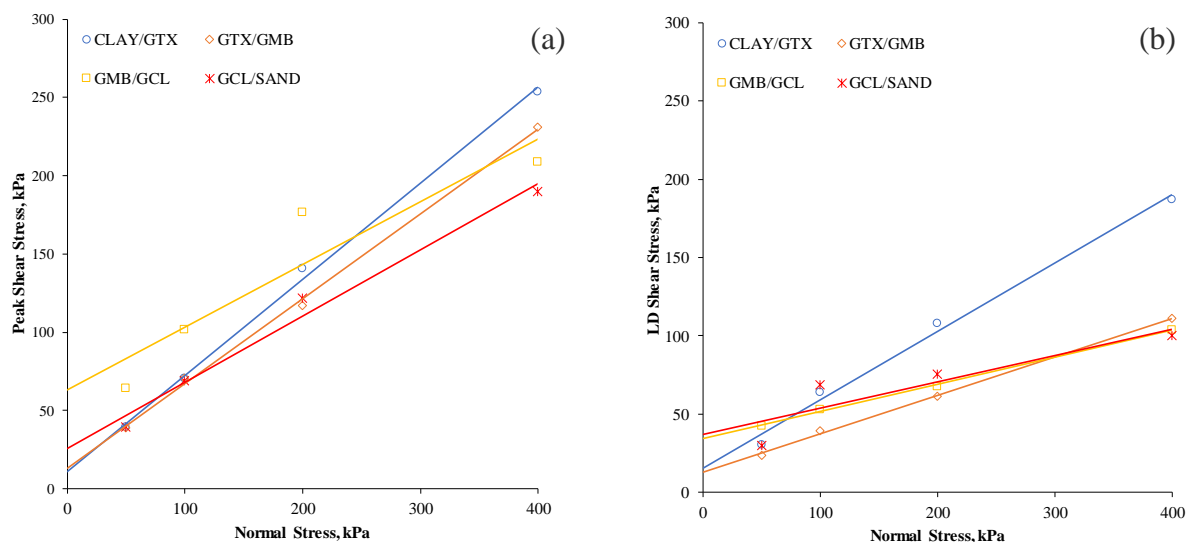 (a)
CLAY/GTX GTX/GMB
GMB/GCL GCL/SAND
Peak Shear Stress, kPa
300
250
200
150
100
50
0
0 100 200 300 400
Normal Stress, kPa
(b)
CLAY/GTX GTX/GMB
GMB/GCL GCL/SAND
LD Shear Stress, kPa
300
250
200
150
100
50
0
0 100 200 300 400
Normal Stress, kPa